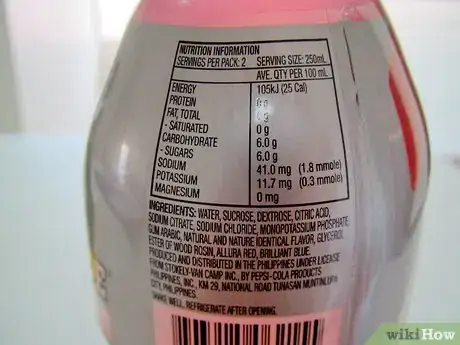 NUTRITION INFORMATION
SERVINGS PER PACK: 2 SERVING SIZE: 250mL
AVE. QTY PER 100 mL
ENERGY 105kJ (25 Cal)
PROTEIN 0 g
FAT, TOTAL 0 g
- SATURATED 0 g
CARBOHYDRATE 6.0 g
- SUGARS 6.0 g
SODIUM 41.0 mg (1.8 mmole)
POTASSIUM 11.7 mg (0.3 mmole)
MAGNESIUM 0 mg
INGREDIENTS: WATER, SUCROSE, DEXTROSE, CITRIC ACID,
SODIUM CITRATE, SODIUM CHLORIDE, MONOPOTASSIUM PHOSPHATE,
GUM ARABIC, NATURAL AND NATURE IDENTICAL FLAVOR, GLYCEROL
ESTER OF WOOD ROSIN, ALLURA RED, BRILLIANT BLUE.
PRODUCED AND DISTRIBUTED IN THE PHILIPPINES UNDER LICENSE
FROM STOKELY-VAN CAMP INC., BY PEPSI-COLA PRODUCTS
PHILIPPINES, INC., KM 29, NATIONAL ROAD TUNASAN MUNTINLUPA
CITY, PHILIPPINES.
SHAKE WELL. REFRIGERATE AFTER OPENING.
wikiHow